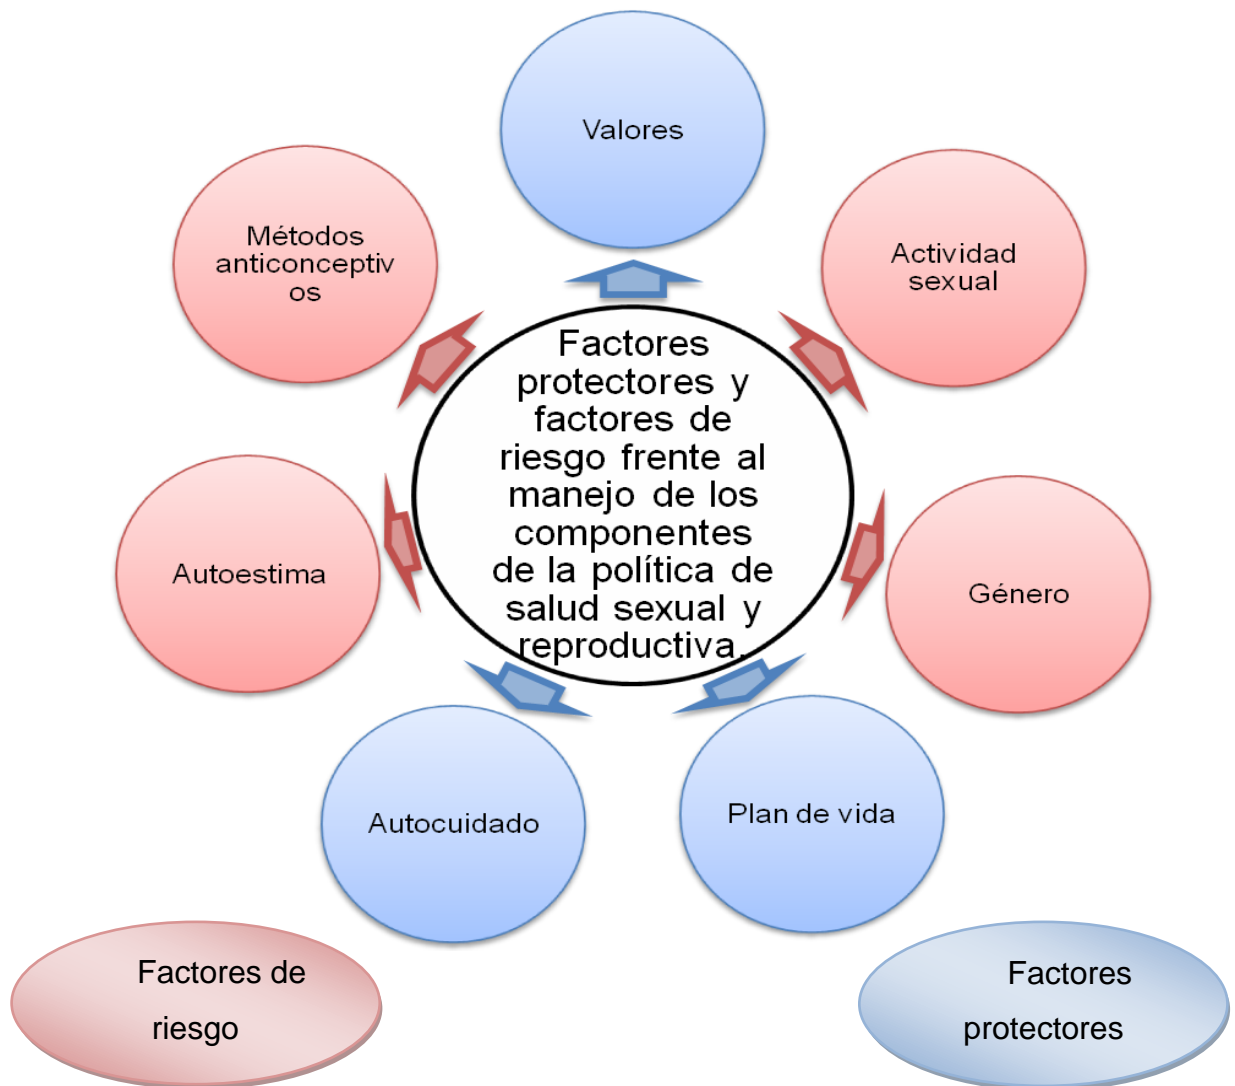 Valores
Métodos
anticonceptiv
os
Actividad
sexual
Factores
protectores y
factores de
riesgo frente al
manejo de los
componentes
de la política de
salud sexual y
reproductiva.
Autoestima
Género
Autocuidado
Plan de vida
Factores de
riesgo
Factores
protectores